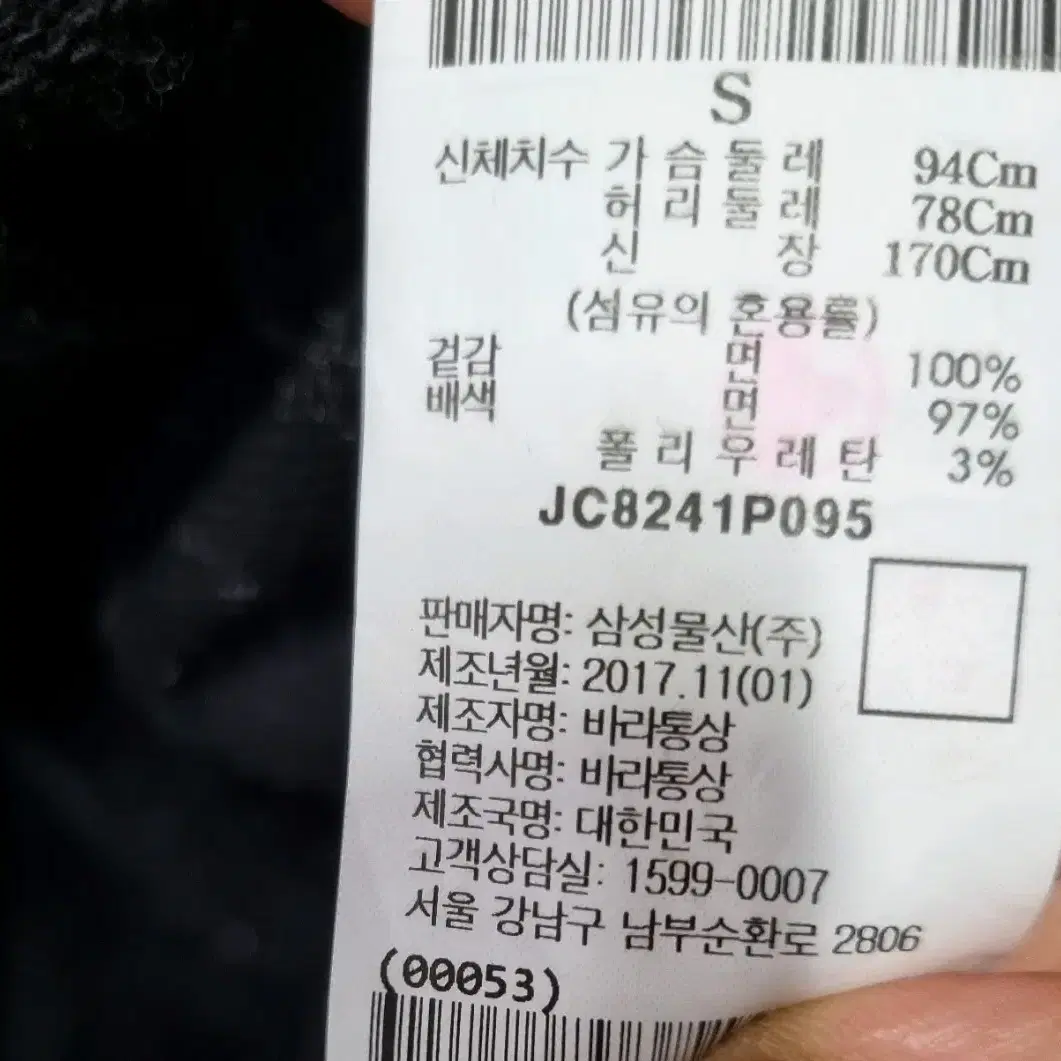 S
신체치수 가 슴 둘 레 94Cm
허 리 둘 레 78Cm
신 장 170Cm
(섬유의 혼용률)
겉감 면 100%
배색 면 97%
폴 리 우 레 탄 3%
JC8241P095
판매자명: 삼성물산(주)
제조년월: 2017.11(01)
제조자명: 바라통상
협력사명: 바라통상
제조국명: 대한민국
고객상담실: 1599-0007
서울 강남구 남부순환로 2806
(00053)